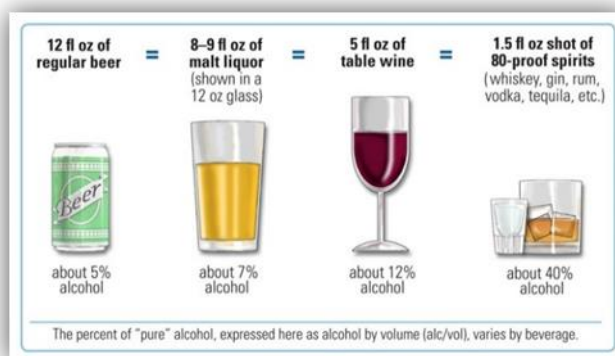 12 fl oz of
regular beer
=
8–9 fl oz of
malt liquor
(shown in a
12 oz glass)
=
5 fl oz of
table wine
=
1.5 fl oz shot of
80-proof spirits
(whiskey, gin, rum,
vodka, tequila, etc.)
Beer
about 5%
alcohol
about 7%
alcohol
about 12%
alcohol
about 40%
alcohol
The percent of “pure” alcohol, expressed here as alcohol by volume (alc/vol), varies by beverage.